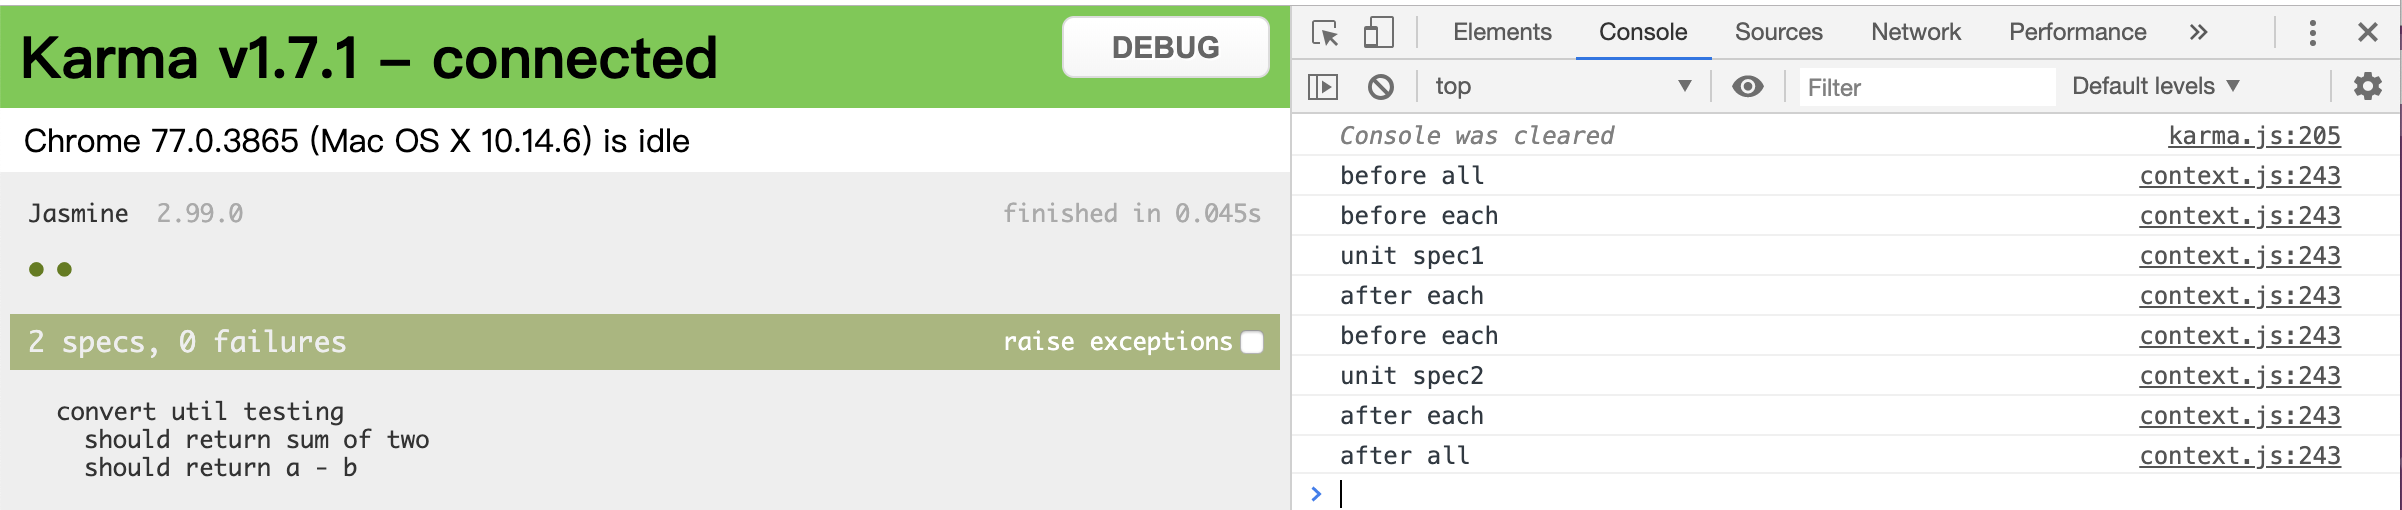 Karma v1.7.1 – connected
DEBUG
Chrome 77.0.3865 (Mac OS X 10.14.6) is idle
Jasmine 2.99.0
finished in 0.045s
2 specs, 0 failures
raise exceptions
convert util testing
should return sum of two
should return a - b
Elements Console Sources Network Performance »
top
Filter
Default levels
Console was cleared karma.js:205
before all context.js:243
before each context.js:243
unit spec1 context.js:243
after each context.js:243
before each context.js:243
unit spec2 context.js:243
after each context.js:243
after all context.js:243